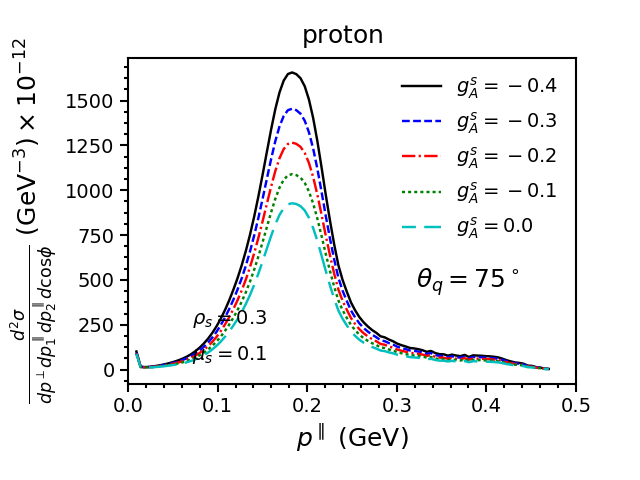 proton
d²σ / dp^⊥ dp₁^∥ dp₂^∥ dcosϕ (GeV⁻³) × 10⁻¹²
1500
1250
1000
750
500
250
0
g_A^s = −0.4
g_A^s = −0.3
g_A^s = −0.2
g_A^s = −0.1
g_A^s = 0.0
θ_q = 75°
ρ_s = 0.3
μ_s = 0.1
0.0 0.1 0.2 0.3 0.4 0.5
p^∥ (GeV)